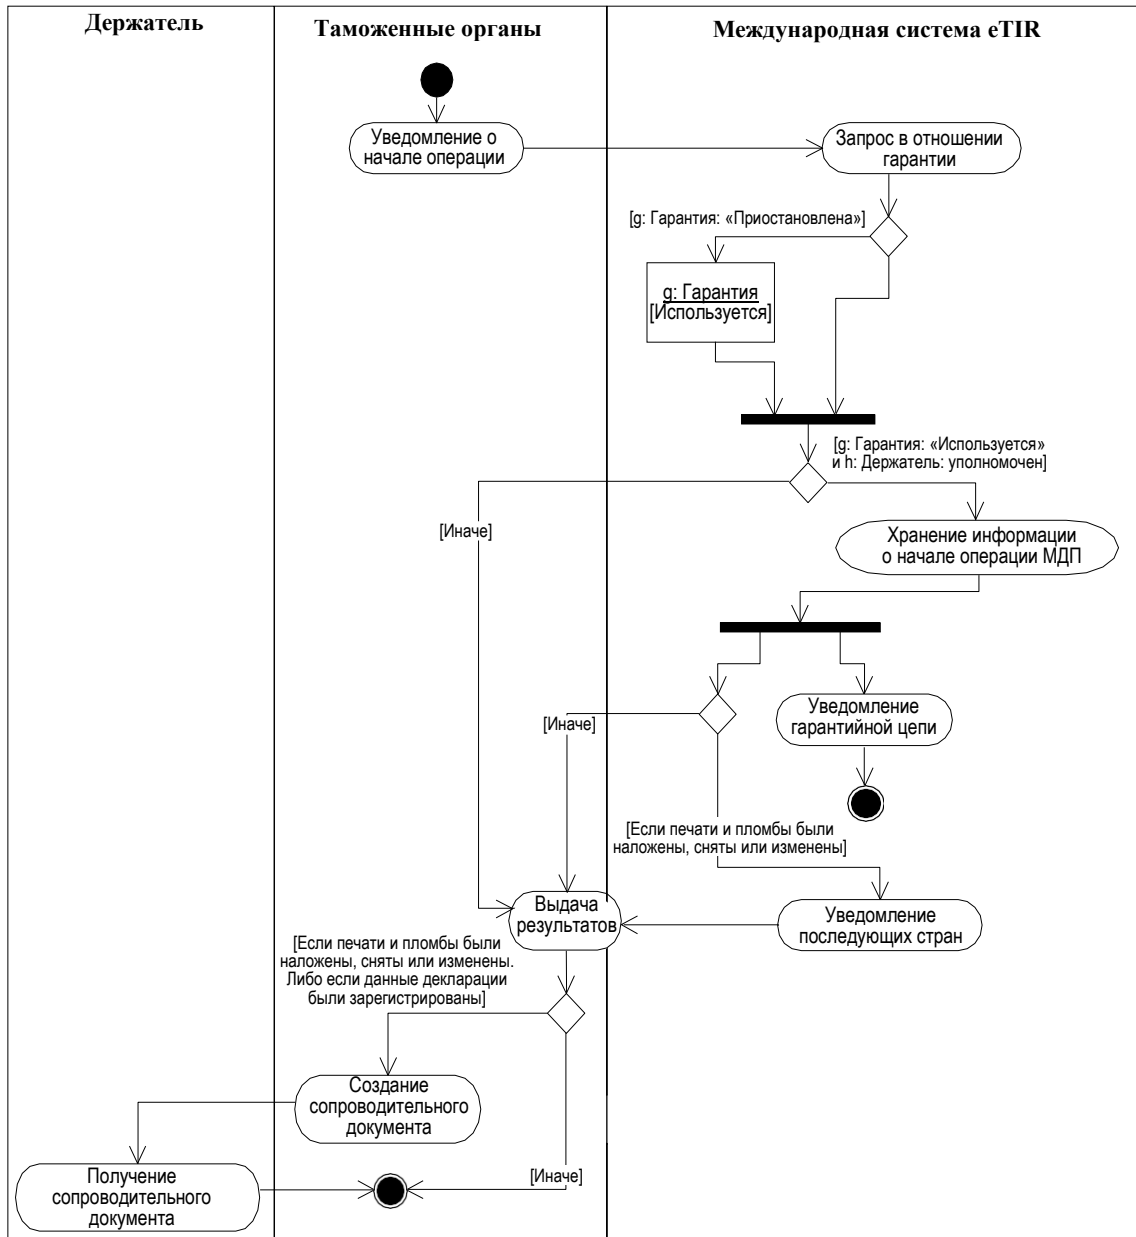 Держатель
Таможенные органы
Международная система eTIR
Уведомление о
начале операции
Запрос в отношении
гарантии
[g: Гарантия: «Приостановлена»]
g: Гарантия
[Используется]
[g: Гарантия: «Используется»
и h: Держатель: уполномочен]
[Иначе]
Хранение информации
о начале операции МДП
[Иначе]
Уведомление
гарантийной цепи
[Если печати и пломбы были
наложены, сняты или изменены]
Выдача
результатов
Уведомление
последующих стран
[Если печати и пломбы были
наложены, сняты или изменены.
Либо если данные декларации
были зарегистрированы]
Создание
сопроводительного
документа
Получение
сопроводительного
документа
[Иначе]